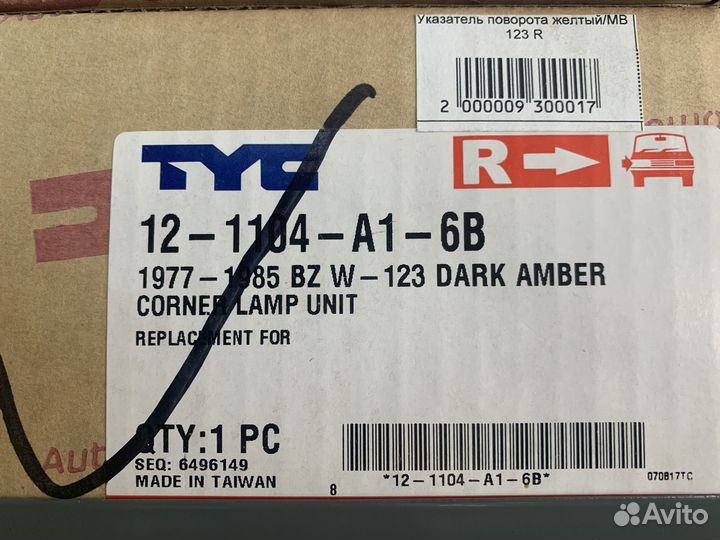 Указатель поворота желтый/МВ
123 R
2 000009 300017
TYC
R
12-1104-A1-6B
1977-1985 BZ W-123 DARK AMBER
CORNER LAMP UNIT
REPLACEMENT FOR
QTY:1 PC
SEQ: 6496149
MADE IN TAIWAN
8
*12-1104-A1-6B*
070817TC
Aut
Avito